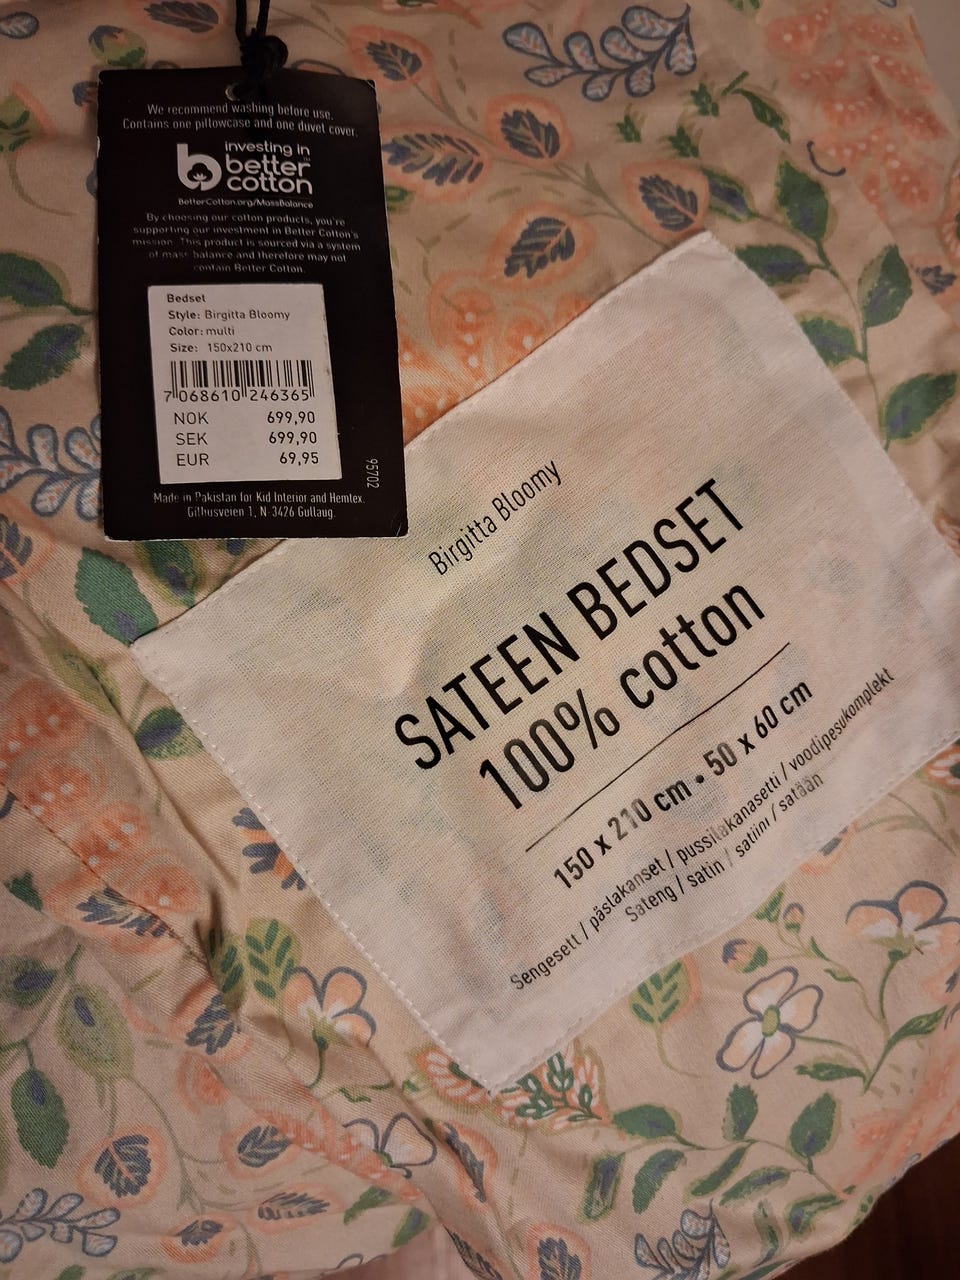 We recommend washing before use.
Contains one pillowcase and one duvet cover.
investing in
better
cotton
™
BetterCotton.org/MassBalance
By choosing our cotton products, you're
supporting our investment in Better Cotton's
mission. This product is sourced via a system
of mass balance and therefore may not
contain Better Cotton.
Bedset
Style: Birgitta Bloomy
Color: multi
Size: 150x210 cm
7 068610 246365
NOK 699,90
SEK 699,90
EUR 69,95
95702
Made in Pakistan for Kid Interior and Hemtex.
Gilhusveien 1, N-3426 Gullaug.
Birgitta Bloomy
SATEEN BEDSET
100% cotton
150 x 210 cm • 50 x 60 cm
Sengesett / påslakanset / pussilakanasetti / voodipesukomplekt
Sateng / satin / satiini / satään